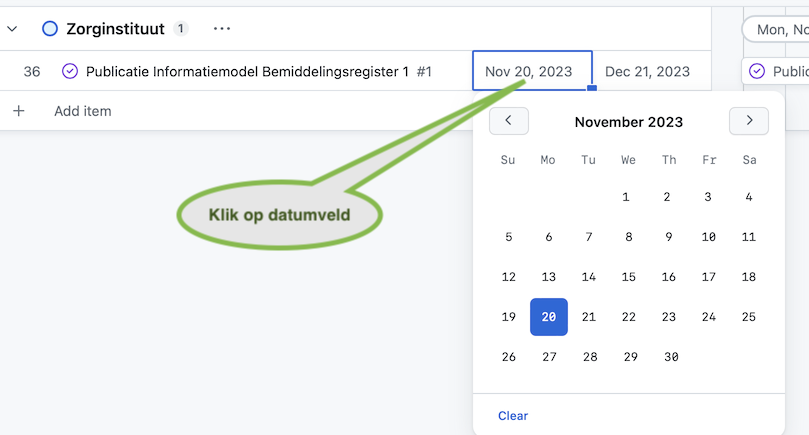 Zorginstituut 1 ...
Mon, No
36 Publicatie Informatiemodel Bemiddelingsregister 1 #1 Nov 20, 2023 Dec 21, 2023 Public
+ Add item
November 2023
Su Mo Tu We Th Fr Sa
1 2 3 4
5 6 7 8 9 10 11
12 13 14 15 16 17 18
19 20 21 22 23 24 25
26 27 28 29 30
Clear
Klik op datumveld